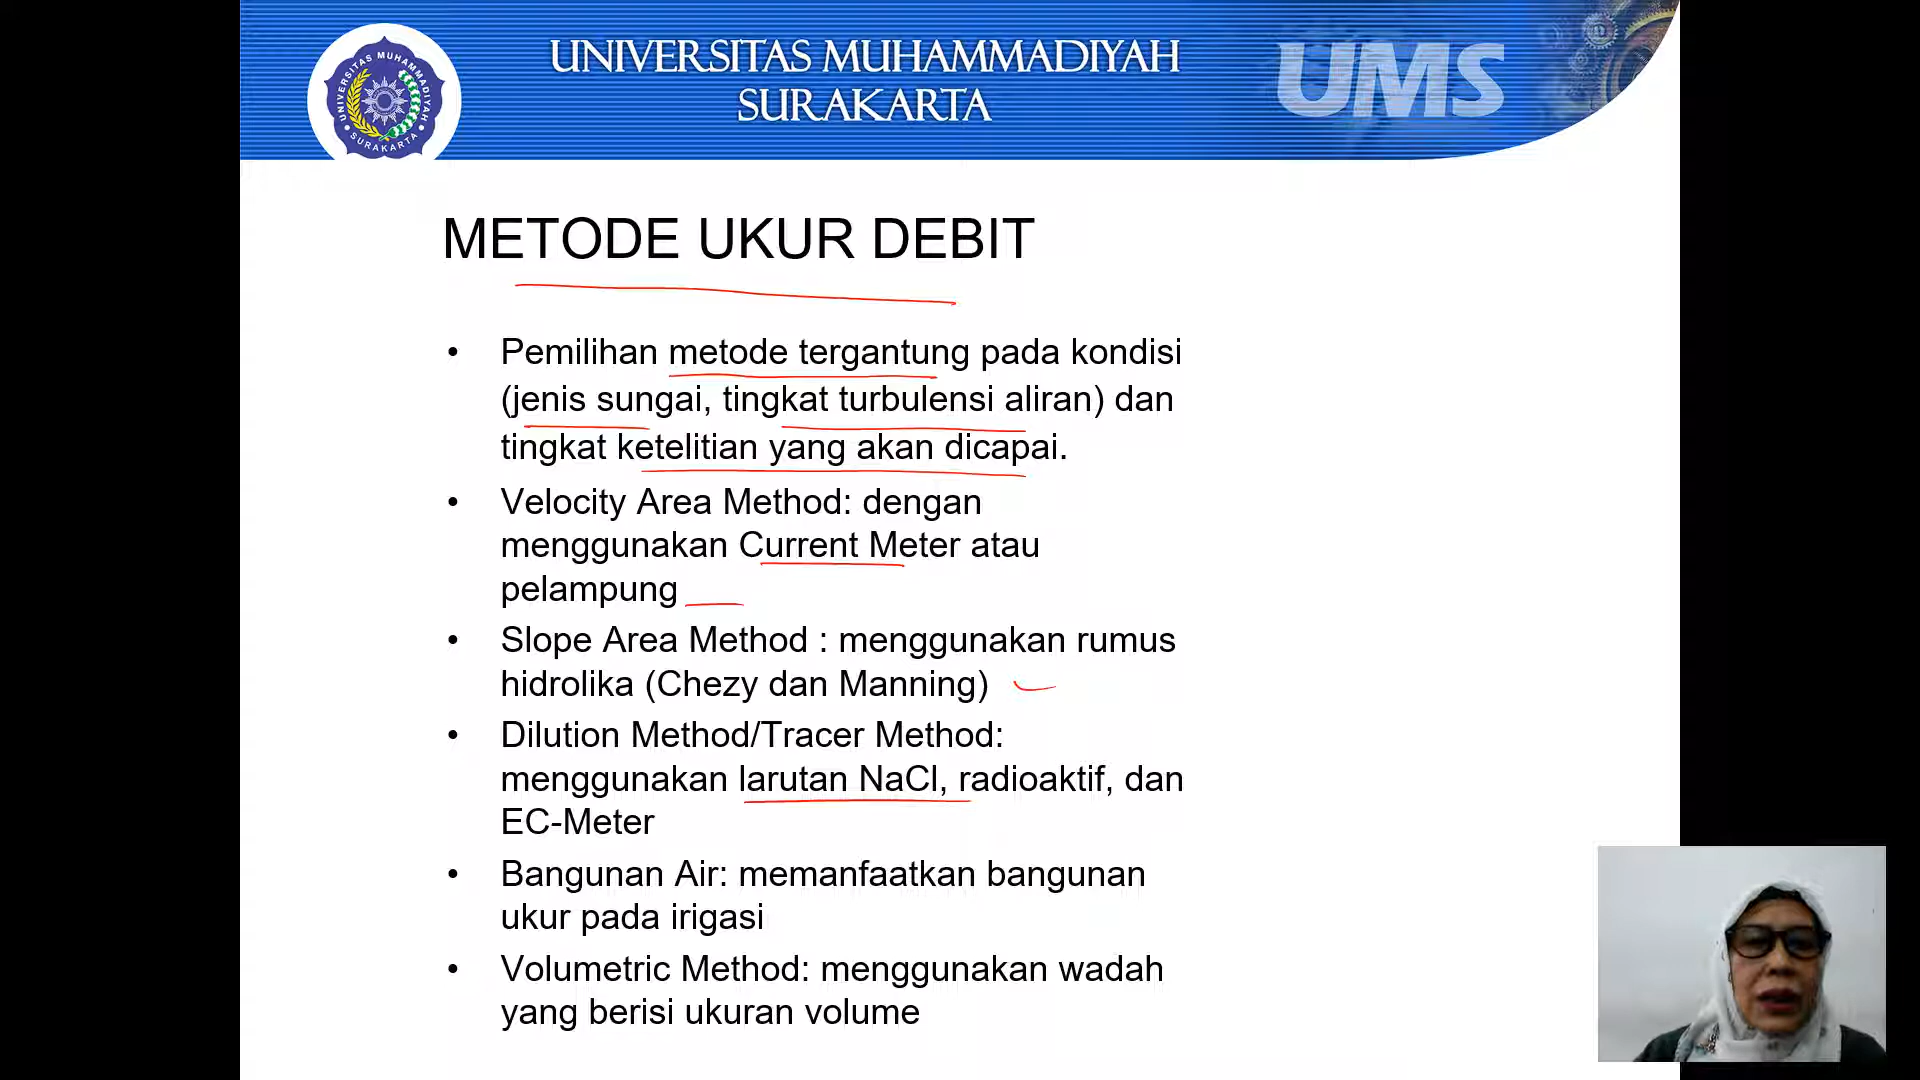 UNIVERSITAS MUHAMMADIYAH
SURAKARTA
UMS
UNIVERSITAS MUHAMMADIYAH
SURAKARTA
METODE UKUR DEBIT
• Pemilihan metode tergantung pada kondisi
(jenis sungai, tingkat turbulensi aliran) dan
tingkat ketelitian yang akan dicapai.
• Velocity Area Method: dengan
menggunakan Current Meter atau
pelampung
• Slope Area Method : menggunakan rumus
hidrolika (Chezy dan Manning)
• Dilution Method/Tracer Method:
menggunakan larutan NaCl, radioaktif, dan
EC-Meter
• Bangunan Air: memanfaatkan bangunan
ukur pada irigasi
• Volumetric Method: menggunakan wadah
yang berisi ukuran volume